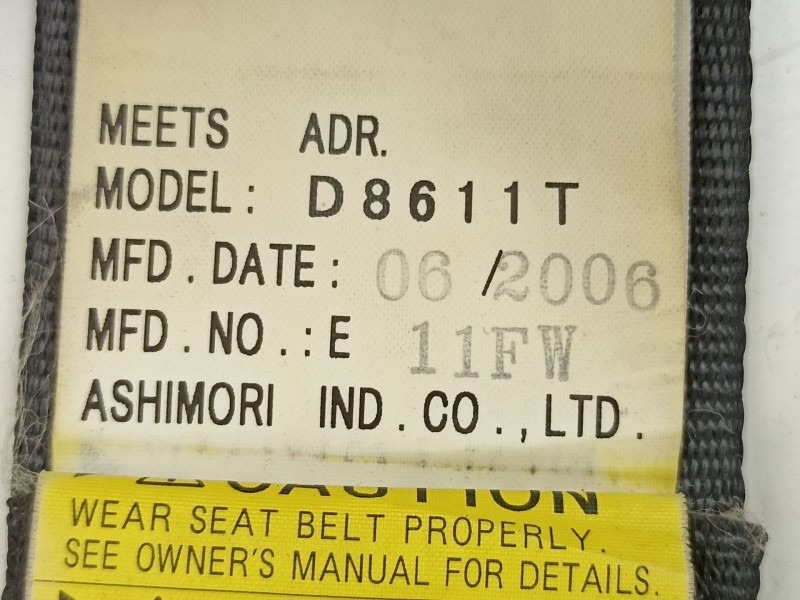 MEETS ADR.
MODEL: D8611T
MFD. DATE: 06/2006
MFD. NO.:E 11FW
ASHIMORI IND. CO., LTD.
CAUTION
WEAR SEAT BELT PROPERLY.
SEE OWNER'S MANUAL FOR DETAILS.